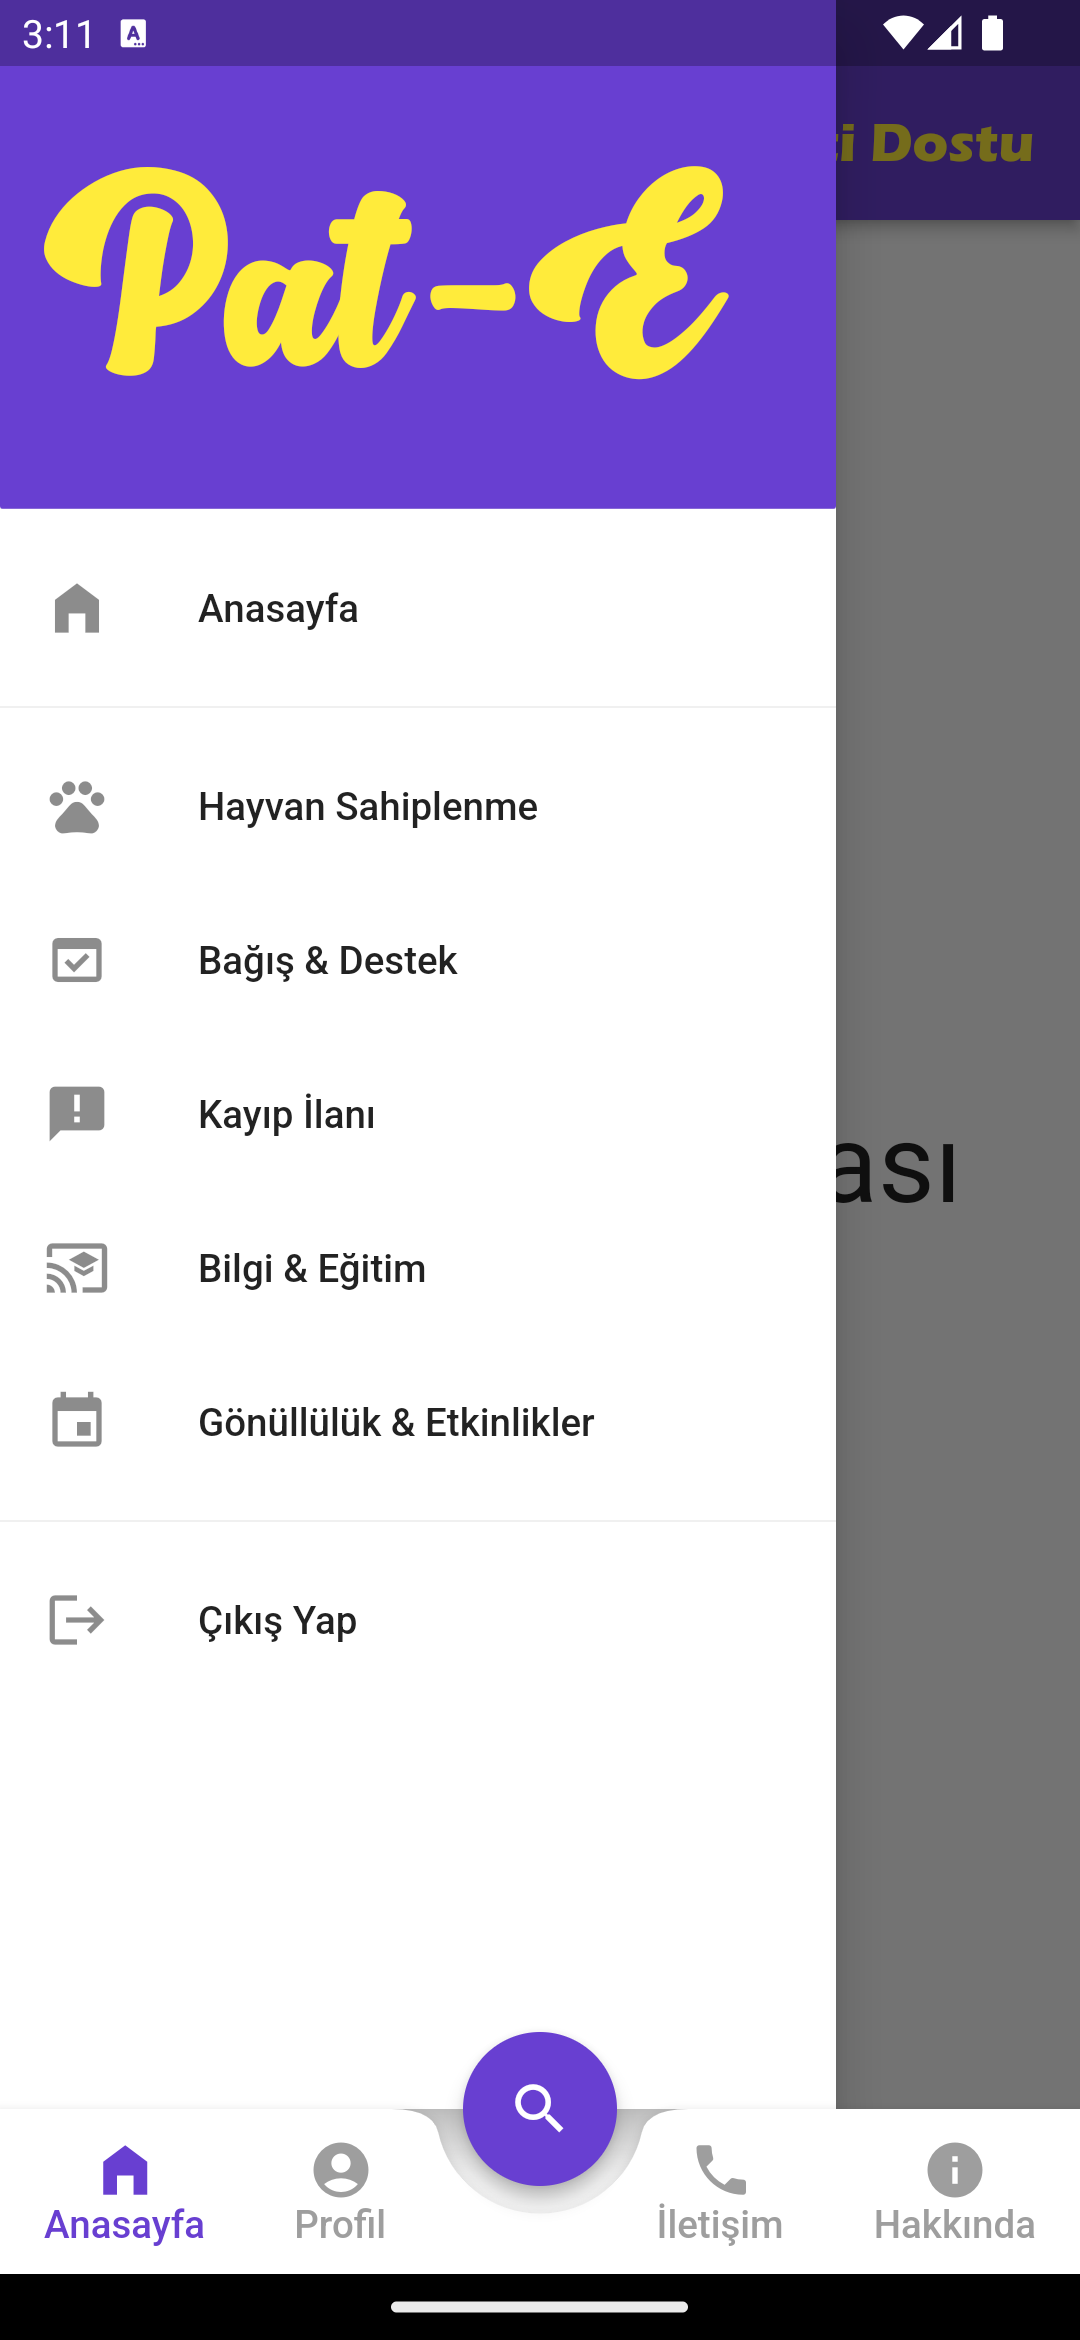 3:11
Pat-E
Dostu
Anasayfa
Hayvan Sahiplenme
Bağış & Destek
Kayıp İlanı
ası
Bilgi & Eğitim
Gönüllülük & Etkinlikler
Çıkış Yap
Anasayfa
Profil
İletişim
Hakkında